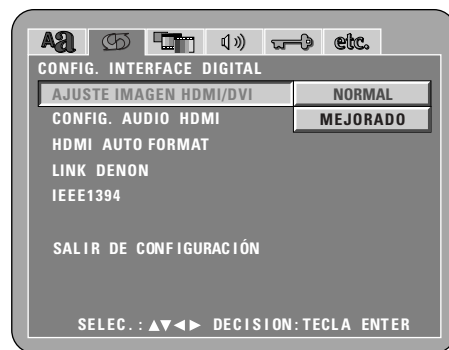 Aa etc.
CONFIG. INTERFACE DIGITAL
AJUSTE IMAGEN HDMI/DVI NORMAL
CONFIG. AUDIO HDMI MEJORADO
HDMI AUTO FORMAT
LINK DENON
IEEE1394
SALIR DE CONFIGURACIÓN
SELEC.:▲▼◄► DECISION:TECLA ENTER